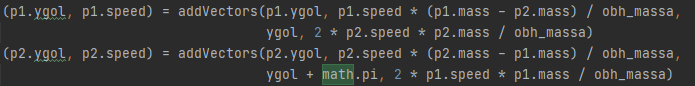 (p1.ygol, p1.speed) = addVectors(p1.ygol, p1.speed * (p1.mass - p2.mass) / obh_massa,
ygol, 2 * p2.speed * p2.mass / obh_massa)
(p2.ygol, p2.speed) = addVectors(p2.ygol, p2.speed * (p2.mass - p1.mass) / obh_massa,
ygol + math.pi, 2 * p1.speed * p1.mass / obh_massa)